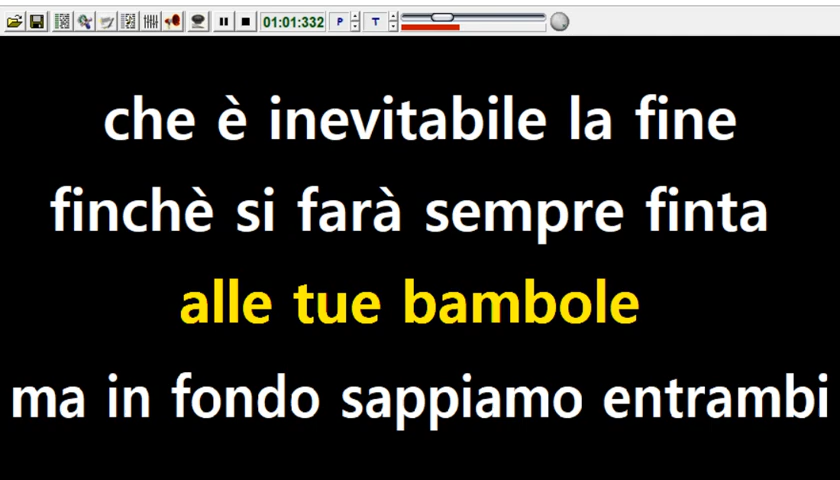 01:01:332 P T
che è inevitabile la fine
finchè si farà sempre finta
alle tue bambole
ma in fondo sappiamo entrambi